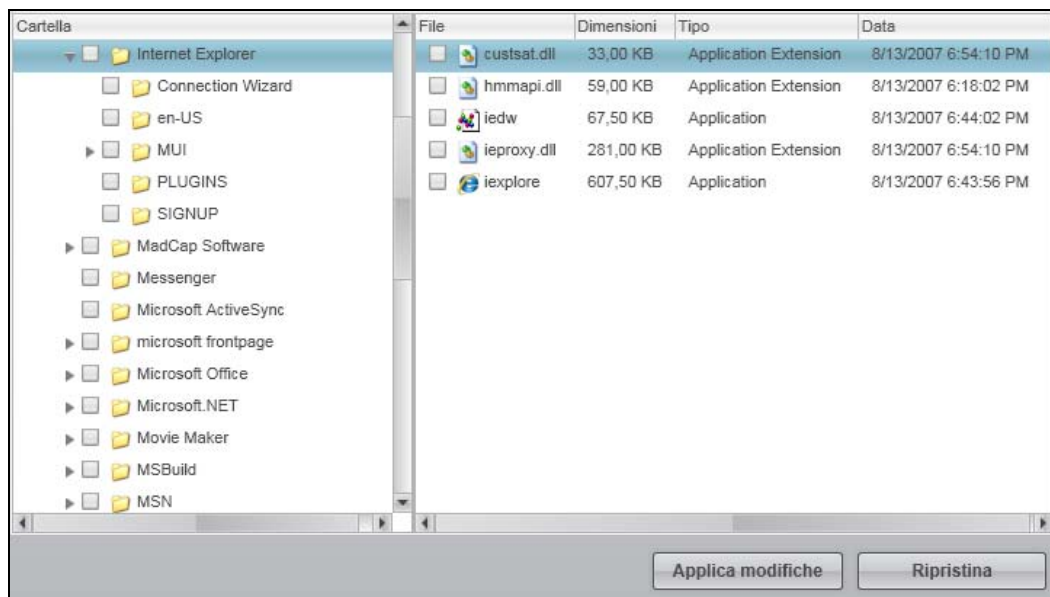 Cartella
Internet Explorer
Connection Wizard
en-US
MUI
PLUGINS
SIGNUP
MadCap Software
Messenger
Microsoft ActiveSync
microsoft frontpage
Microsoft Office
Microsoft.NET
Movie Maker
MSBuild
MSN
File Dimensioni Tipo Data
custsat.dll 33,00 KB Application Extension 8/13/2007 6:54:10 PM
hmmapi.dll 59,00 KB Application Extension 8/13/2007 6:18:02 PM
iedw 67,50 KB Application 8/13/2007 6:44:02 PM
ieproxy.dll 281,00 KB Application Extension 8/13/2007 6:54:10 PM
iexplore 607,50 KB Application 8/13/2007 6:43:56 PM
Applica modifiche Ripristina